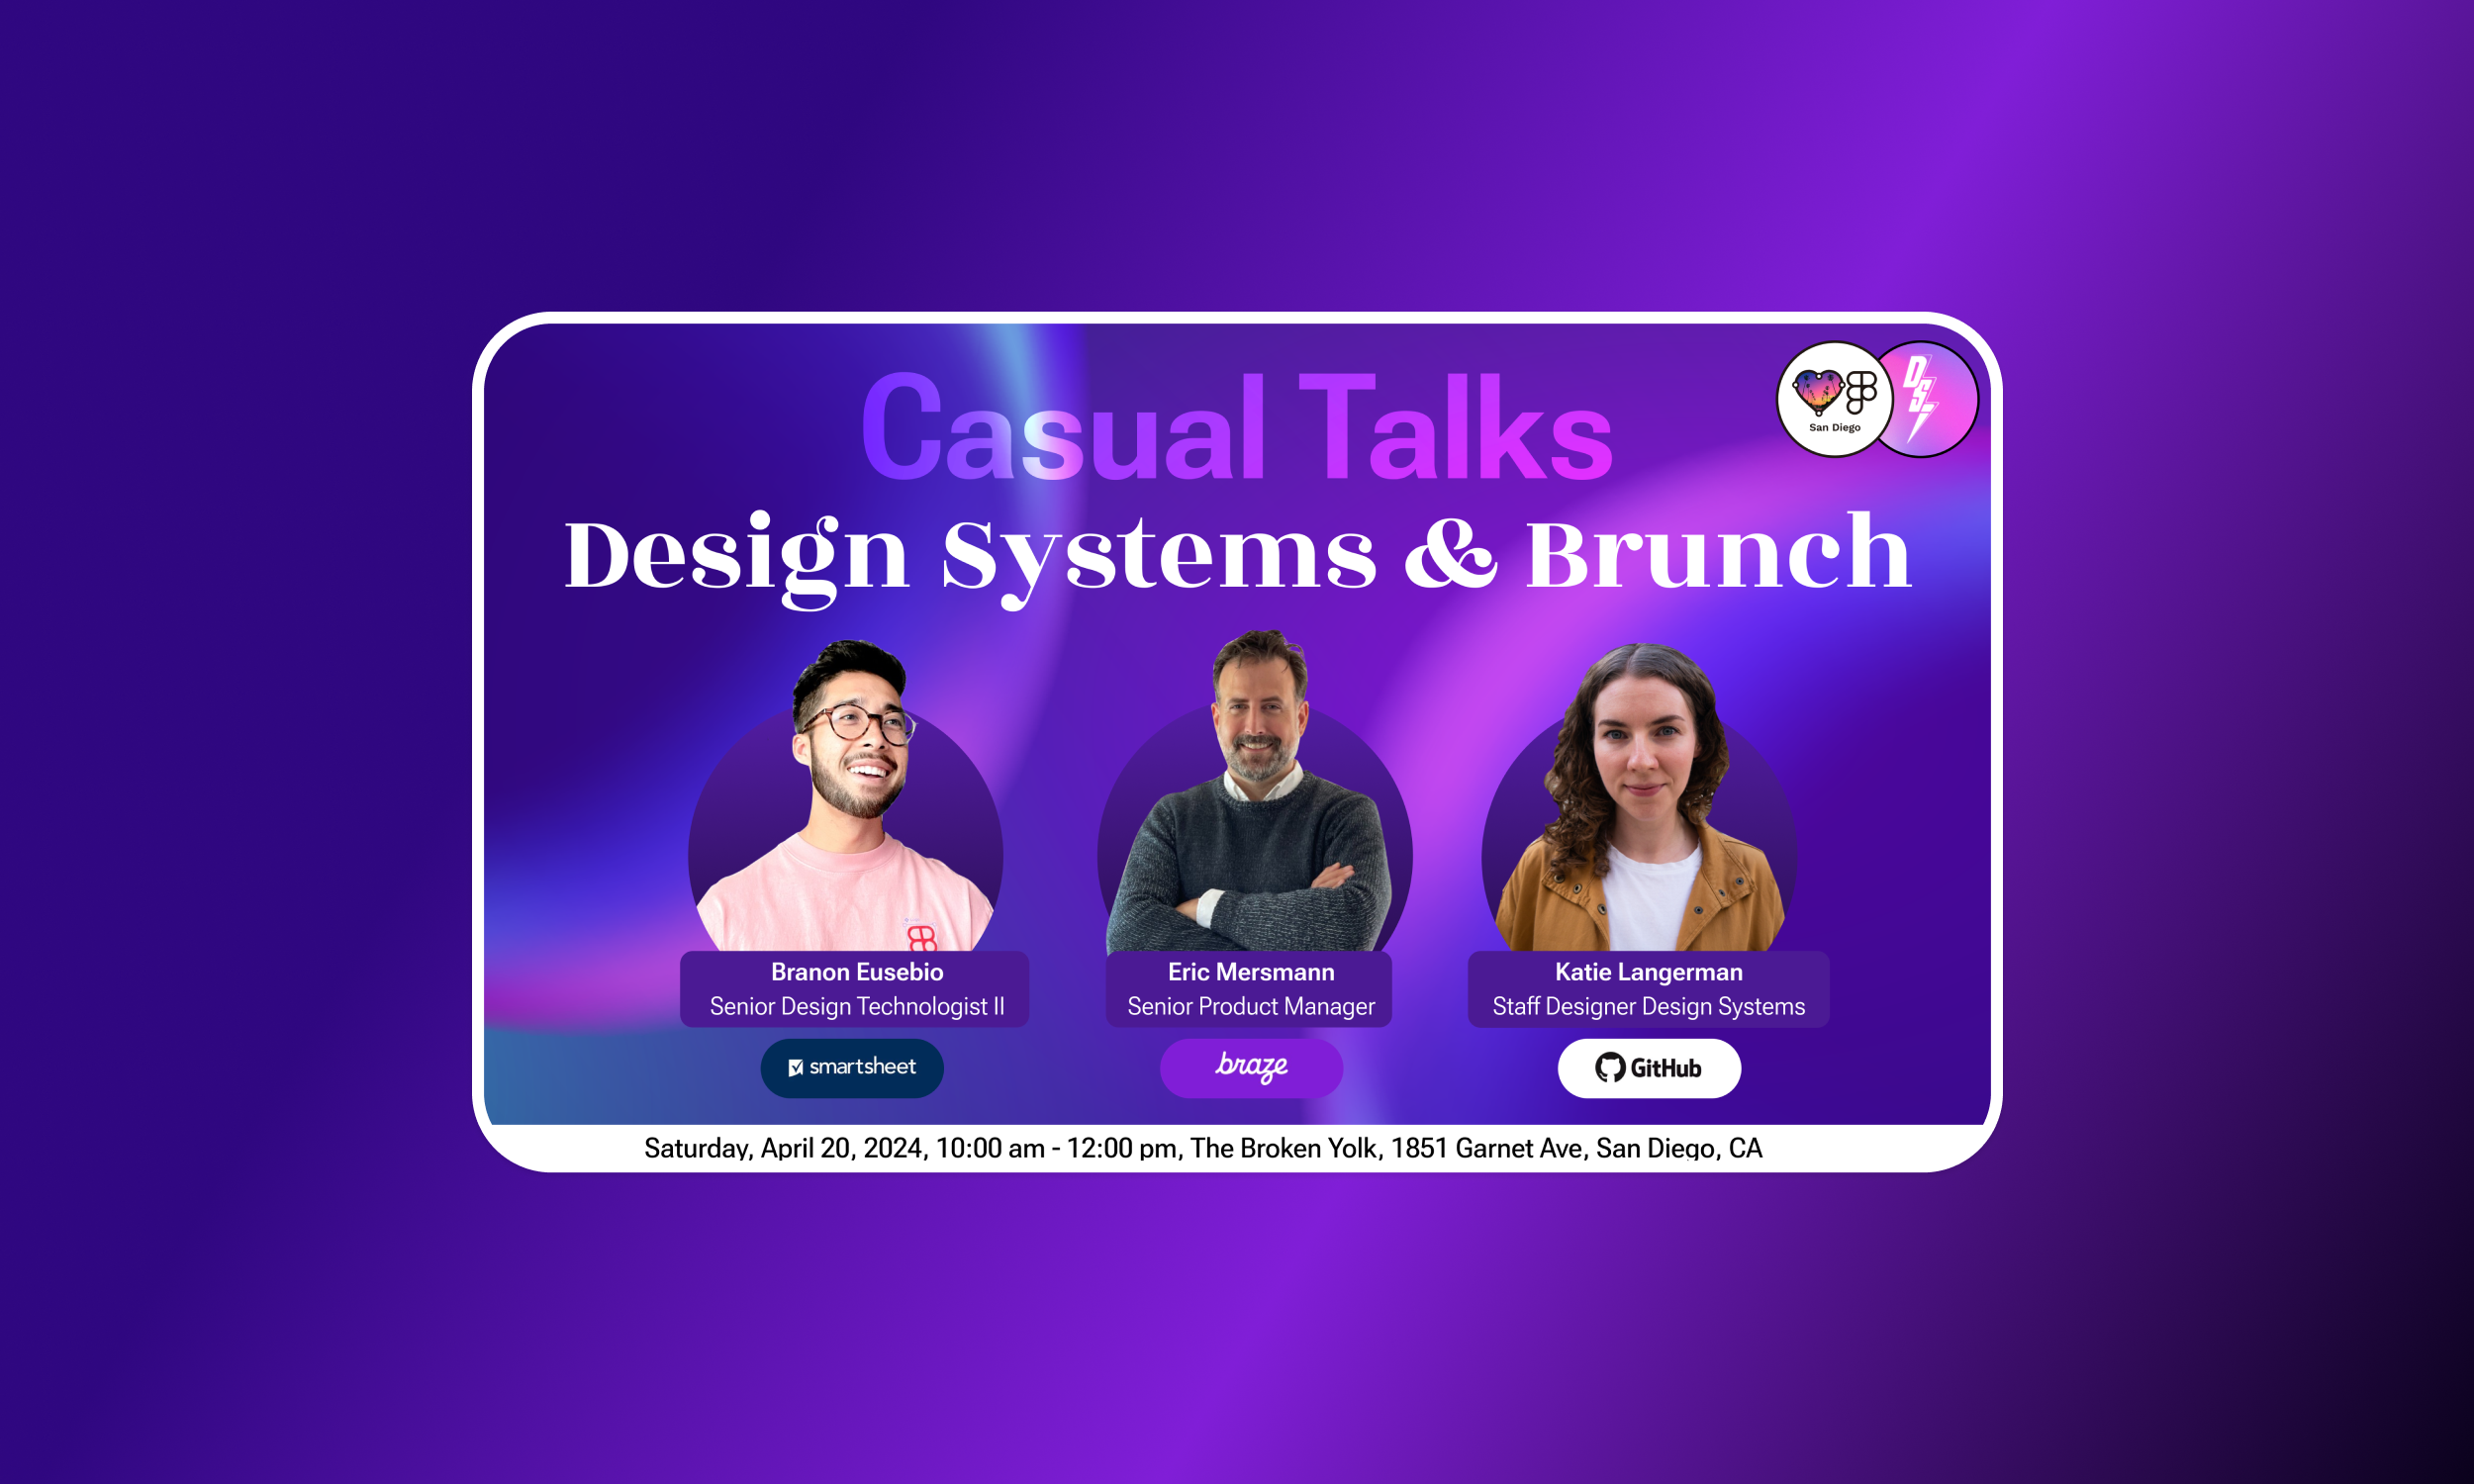 Casual Talks
San Diego
DS
Design Systems & Brunch
Branon Eusebio
Senior Design Technologist II
smartsheet
Eric Mersmann
Senior Product Manager
braze
Katie Langerman
Staff Designer Design Systems
GitHub
Saturday, April 20, 2024, 10:00 am - 12:00 pm, The Broken Yolk, 1851 Garnet Ave, San Diego, CA